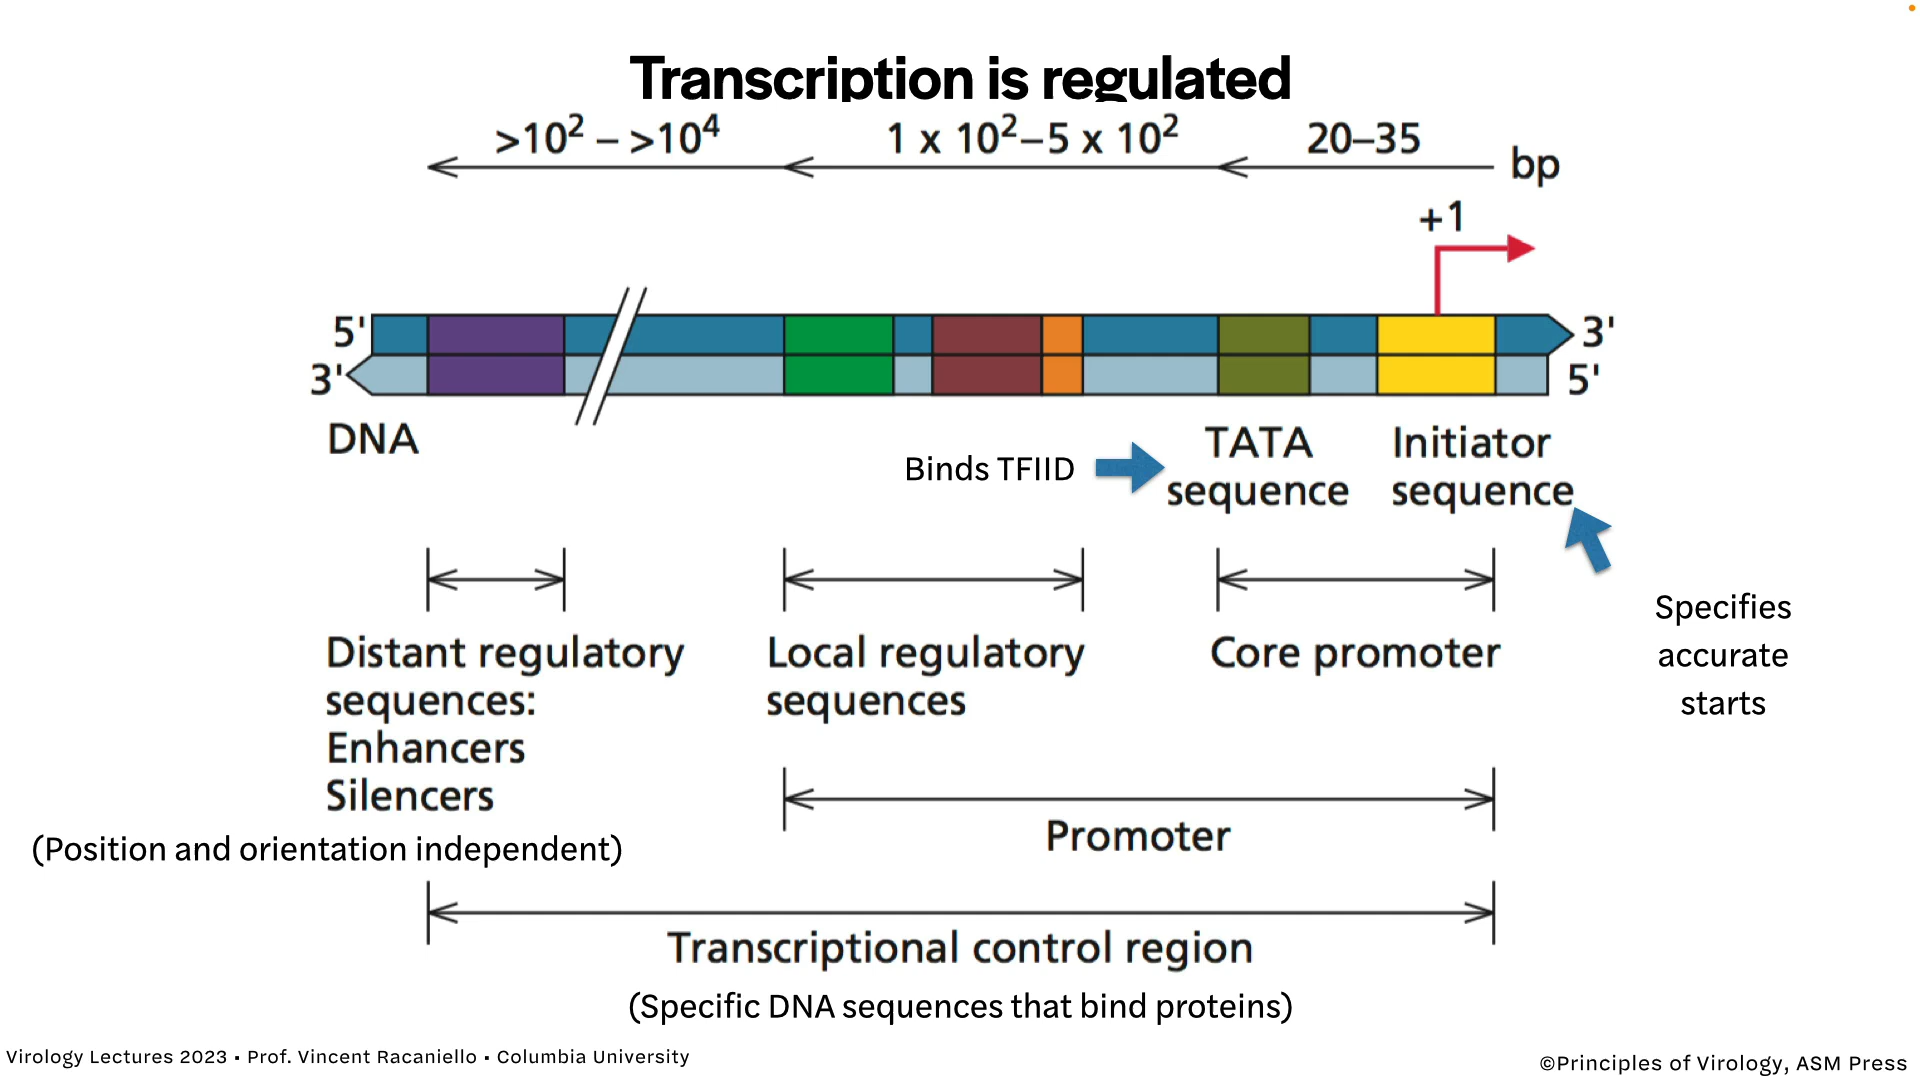 Transcription is regulated
>10² – >10⁴
1 x 10²–5 x 10²
20–35
bp
+1
5'
3'
3'
5'
DNA
Binds TFIID
TATA
sequence
Initiator
sequence
Specifies
accurate
starts
Distant regulatory
sequences:
Enhancers
Silencers
(Position and orientation independent)
Local regulatory
sequences
Core promoter
Promoter
Transcriptional control region
(Specific DNA sequences that bind proteins)
Virology Lectures 2023 • Prof. Vincent Racaniello • Columbia University
©Principles of Virology, ASM Press